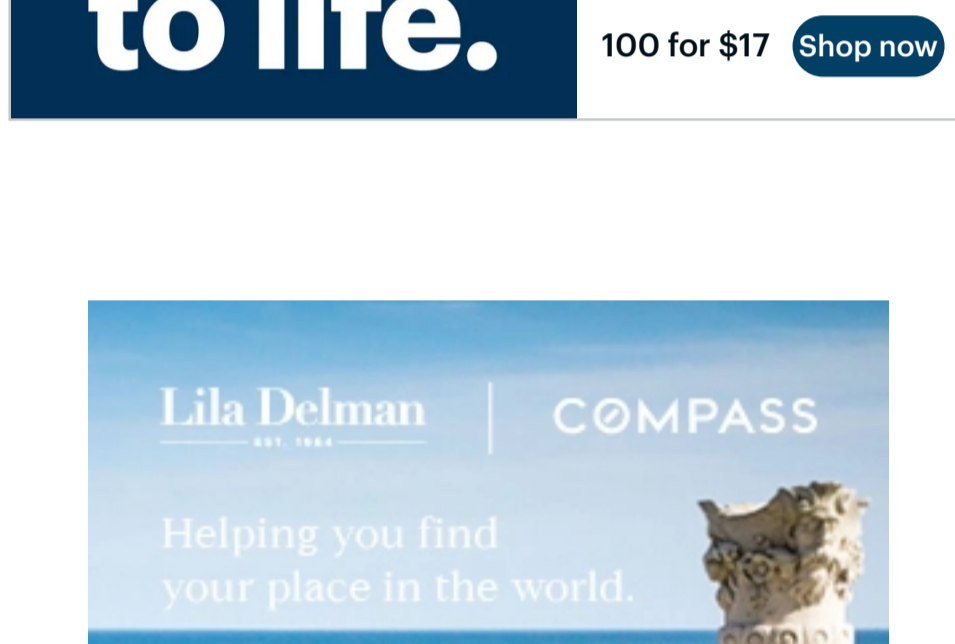 to life.
100 for $17
Shop now
Lila Delman
EST. 1964
COMPASS
Helping you find
your place in the world.